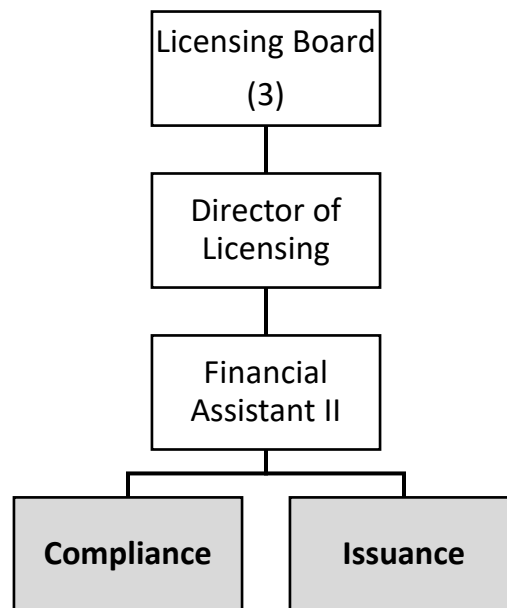 Licensing Board
(3)
Director of
Licensing
Financial
Assistant II
Compliance
Issuance